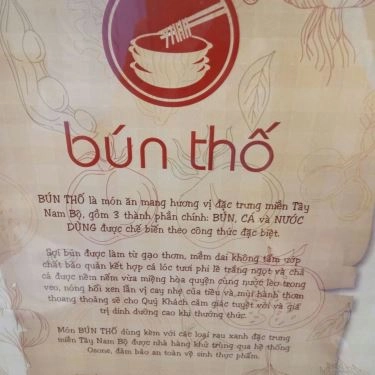 bún thố
BÚN THỐ là món ăn mang hương vị đặc trưng miền Tây
Nam Bộ, gồm 3 thành phần chính: BÚN, CÁ và NƯỚC
DÙNG được chế biến theo công thức đặc biệt.
Sợi bún được làm từ gạo thơm, mềm dai không tẩm ướp
chất bảo quản kết hợp cá lóc tươi phi lê trắng ngọt và chả
cá được nêm nếm vừa miệng hòa quyện cùng nước lèo trong
veo, nóng hổi xen lẫn vị cay nhẹ của tiêu và mùi hành thơm
thoang thoảng sẽ cho Quý Khách cảm giác tuyệt vời và giá
trị dinh dưỡng cao khi thưởng thức.
Món BÚN THỐ dùng kèm với các loại rau xanh đặc trưng
miền Tây Nam Bộ được nhà hàng khử trùng qua hệ thống
Ozone, đảm bảo an toàn vệ sinh thực phẩm.